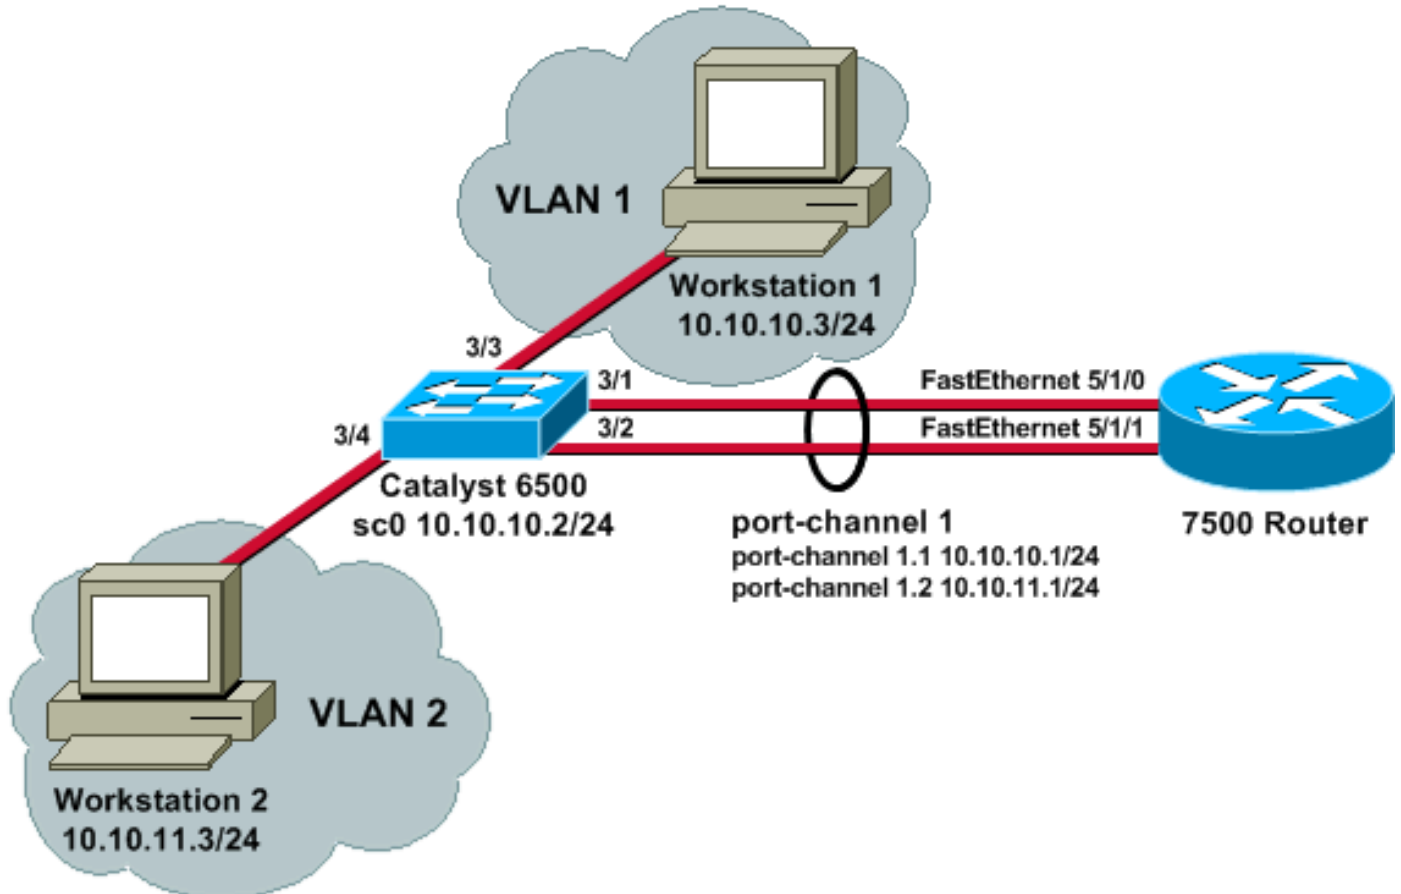 VLAN 1
Workstation 1
10.10.10.3/24
3/3
3/1
FastEthernet 5/1/0
3/4
3/2
FastEthernet 5/1/1
Catalyst 6500
sc0 10.10.10.2/24
port-channel 1
port-channel 1.1 10.10.10.1/24
port-channel 1.2 10.10.11.1/24
7500 Router
VLAN 2
Workstation 2
10.10.11.3/24